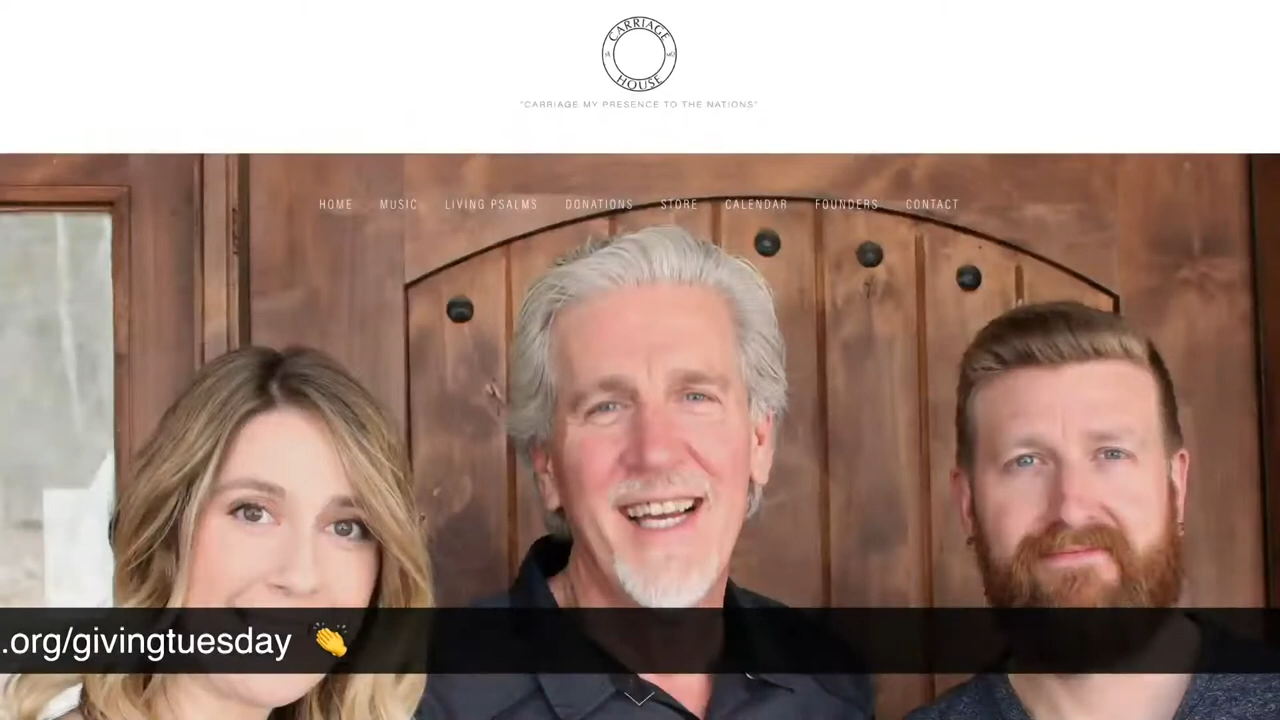 CARRIAGE
HOUSE
"CARRIAGE MY PRESENCE TO THE NATIONS"
HOME MUSIC LIVING PSALMS DONATIONS STORE CALENDAR FOUNDERS CONTACT
.org/givingtuesday 👏